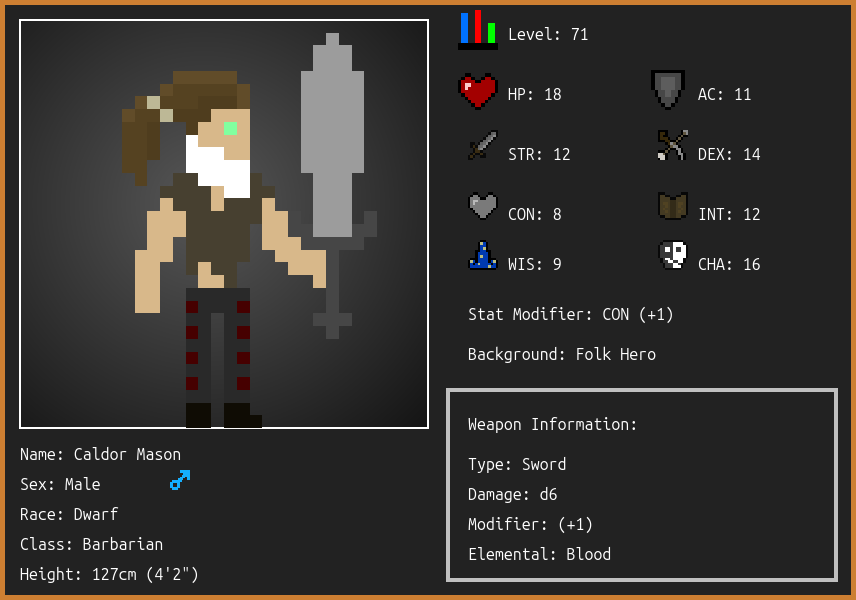 Level: 71
HP: 18
AC: 11
STR: 12
DEX: 14
CON: 8
INT: 12
WIS: 9
CHA: 16
Stat Modifier: CON (+1)
Background: Folk Hero
Weapon Information:
Type: Sword
Damage: d6
Modifier: (+1)
Elemental: Blood
Name: Caldor Mason
Sex: Male
Race: Dwarf
Class: Barbarian
Height: 127cm (4'2")